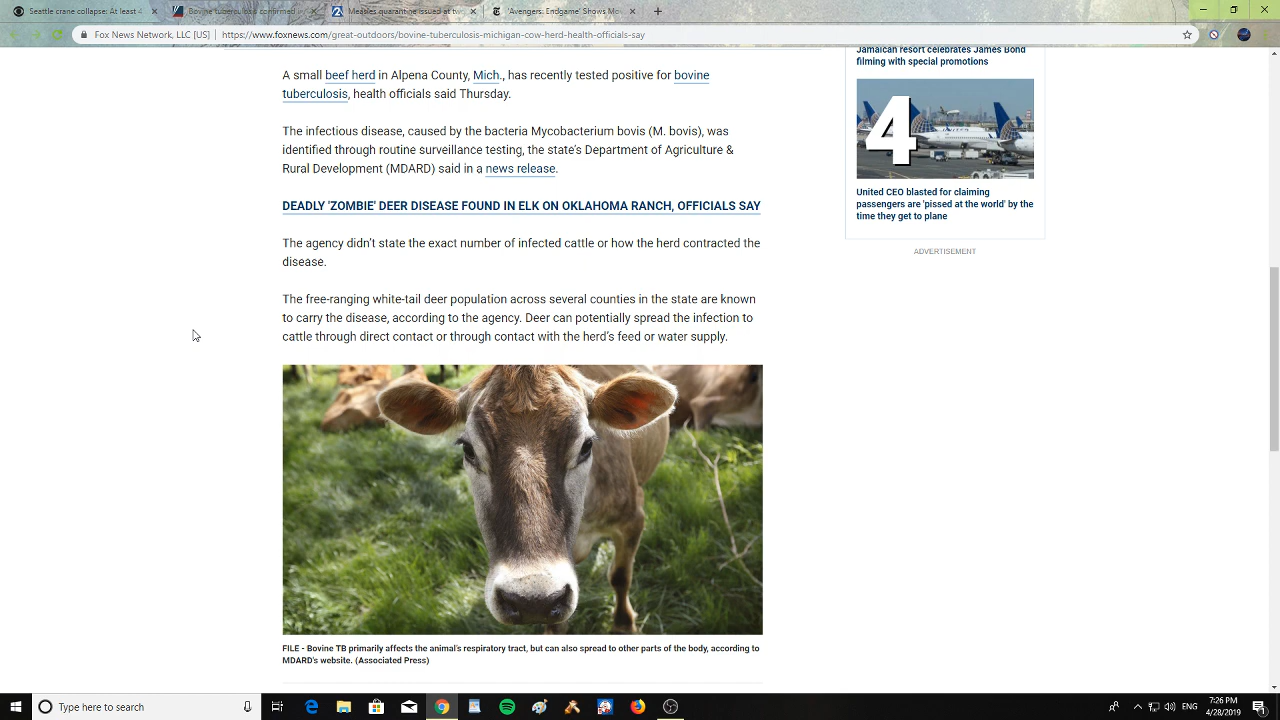 Seattle crane collapse: At least 4
Bovine tuberculosis confirmed in
Measles quarantine issued at tw
'Avengers: Endgame' Shows Mo
Fox News Network, LLC [US] | https://www.foxnews.com/great-outdoors/bovine-tuberculosis-michigan-cow-herd-health-officials-say
A small beef herd in Alpena County, Mich., has recently tested positive for bovine
tuberculosis, health officials said Thursday.
The infectious disease, caused by the bacteria Mycobacterium bovis (M. bovis), was
identified through routine surveillance testing, the state's Department of Agriculture &
Rural Development (MDARD) said in a news release.
DEADLY 'ZOMBIE' DEER DISEASE FOUND IN ELK ON OKLAHOMA RANCH, OFFICIALS SAY
The agency didn't state the exact number of infected cattle or how the herd contracted the
disease.
The free-ranging white-tail deer population across several counties in the state are known
to carry the disease, according to the agency. Deer can potentially spread the infection to
cattle through direct contact or through contact with the herd's feed or water supply.
FILE - Bovine TB primarily affects the animal's respiratory tract, but can also spread to other parts of the body, according to
MDARD's website. (Associated Press)
Jamaican resort celebrates James Bond
filming with special promotions
4
UNITED
United CEO blasted for claiming
passengers are 'pissed at the world' by the
time they get to plane
ADVERTISEMENT
Type here to search
ENG
7:26 PM
4/28/2019